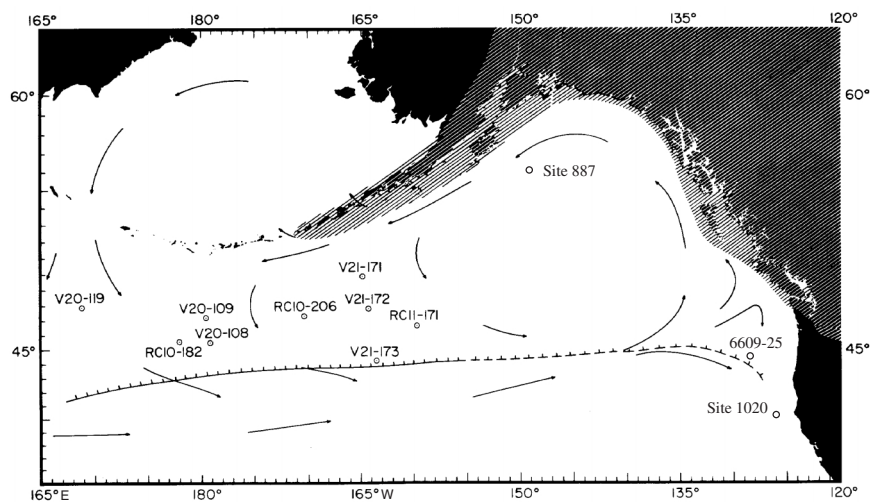 165° 180° 165° 150° 135° 120°
60° 60°
Site 887
V21-171
V20-119 V20-109 RC10-206 V21-172
RC11-171
V20-108
RC10-182 6609-25
45° V21-173 45°
Site 1020
165°E 180° 165°W 150° 135° 120°